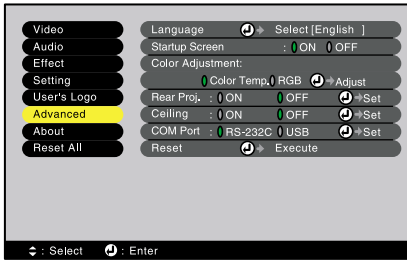 Video
Audio
Effect
Setting
User's Logo
Advanced
About
Reset All
Language Select [English ]
Startup Screen : ON OFF
Color Adjustment:
Color Temp. RGB Adjust
Rear Proj. : ON OFF Set
Ceiling : ON OFF Set
COM Port : RS-232C USB Set
Reset Execute
: Select : Enter